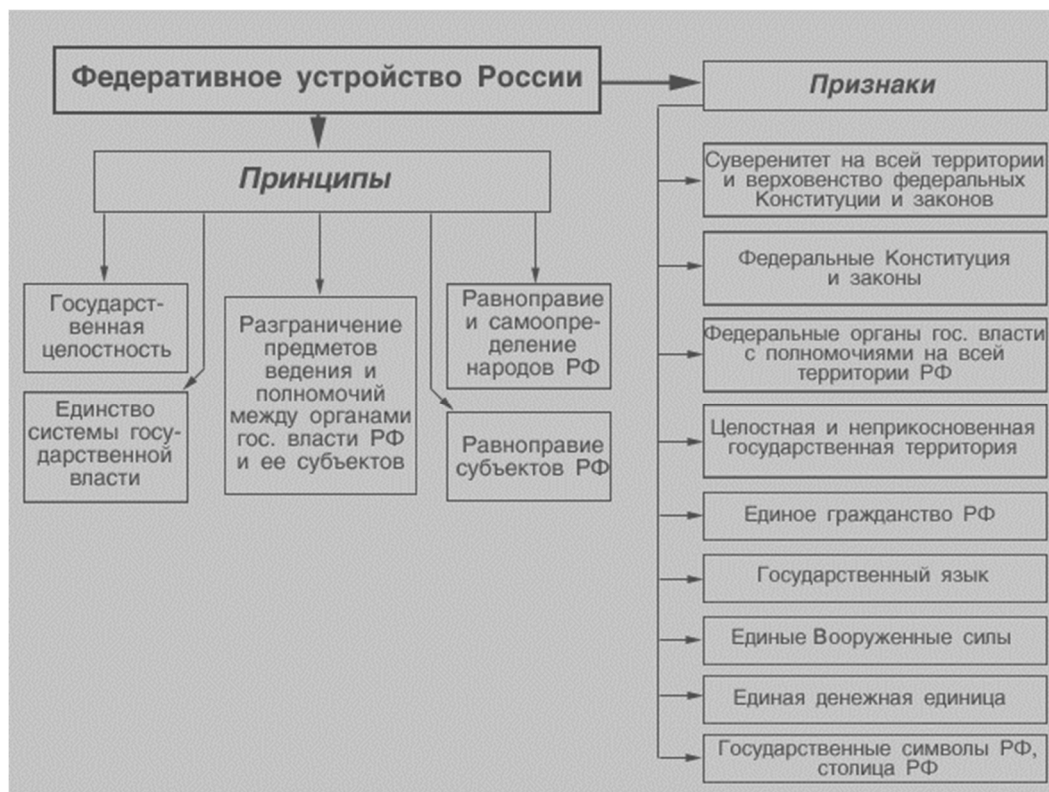 Федеративное устройство России
Принципы
Государст-
венная
целостность
Единство
системы госу-
дарственной
власти
Разграничение
предметов
ведения и
полномочий
между органами
гос. власти РФ
и ее субъектов
Равноправие
и самоопре-
деление
народов РФ
Равноправие
субъектов РФ
Признаки
Суверенитет на всей территории
и верховенство федеральных
Конституции и законов
Федеральные Конституция
и законы
Федеральные органы гос. власти
с полномочиями на всей
территории РФ
Целостная и неприкосновенная
государственная территория
Единое гражданство РФ
Государственный язык
Единые Вооруженные силы
Единая денежная единица
Государственные символы РФ,
столица РФ